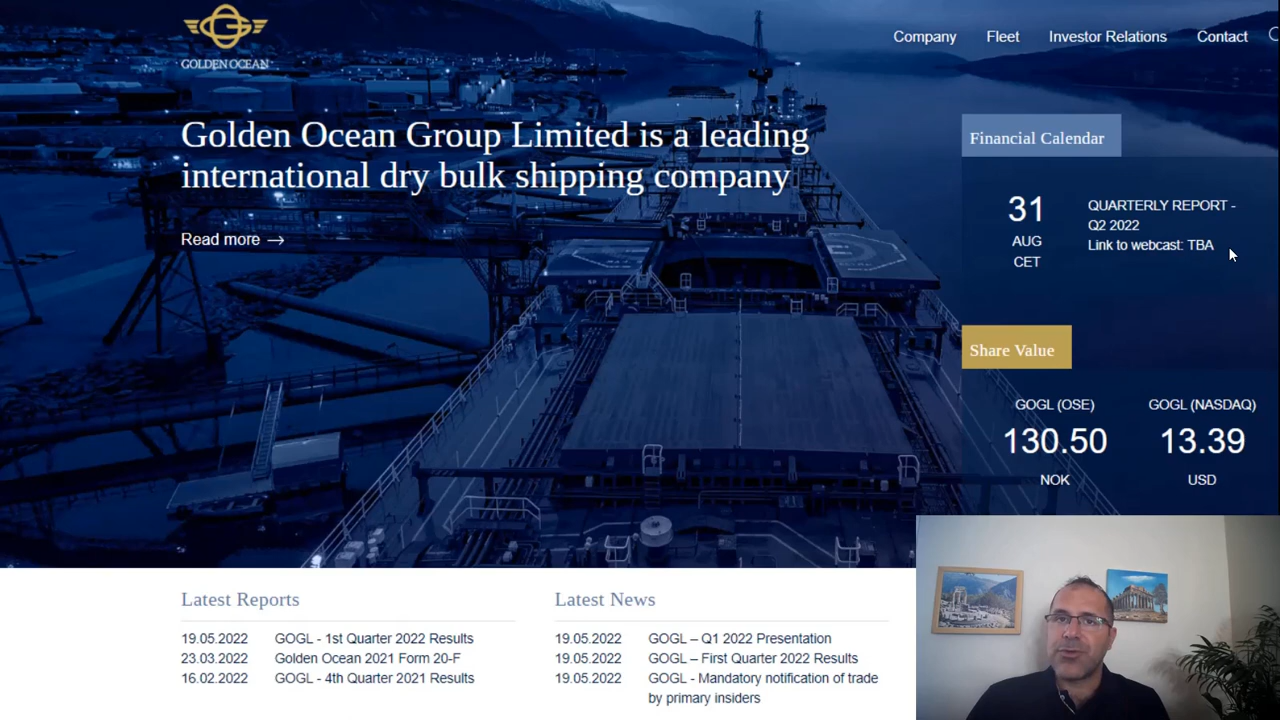 GOLDEN OCEAN
Company
Fleet
Investor Relations
Contact
Golden Ocean Group Limited is a leading
international dry bulk shipping company
Read more →
Financial Calendar
31
AUG
CET
QUARTERLY REPORT -
Q2 2022
Link to webcast: TBA
Share Value
GOGL (OSE)
130.50
NOK
GOGL (NASDAQ)
13.39
USD
Latest Reports
19.05.2022 GOGL - 1st Quarter 2022 Results
23.03.2022 Golden Ocean 2021 Form 20-F
16.02.2022 GOGL - 4th Quarter 2021 Results
Latest News
19.05.2022 GOGL – Q1 2022 Presentation
19.05.2022 GOGL – First Quarter 2022 Results
19.05.2022 GOGL - Mandatory notification of trade
by primary insiders